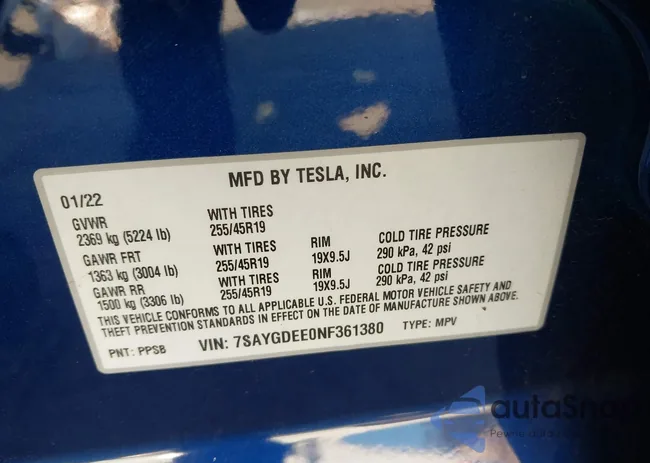 MFD BY TESLA, INC.
01/22
GVWR WITH TIRES
2369 kg (5224 lb) 255/45R19
GAWR FRT WITH TIRES RIM COLD TIRE PRESSURE
1363 kg (3004 lb) 255/45R19 19X9.5J 290 kPa, 42 psi
GAWR RR WITH TIRES RIM COLD TIRE PRESSURE
1500 kg (3306 lb) 255/45R19 19X9.5J 290 kPa, 42 psi
THIS VEHICLE CONFORMS TO ALL APPLICABLE U.S. FEDERAL MOTOR VEHICLE SAFETY AND
THEFT PREVENTION STANDARDS IN EFFECT ON THE DATE OF MANUFACTURE SHOWN ABOVE.
PNT: PPSB VIN: 7SAYGDEE0NF361380 TYPE: MPV